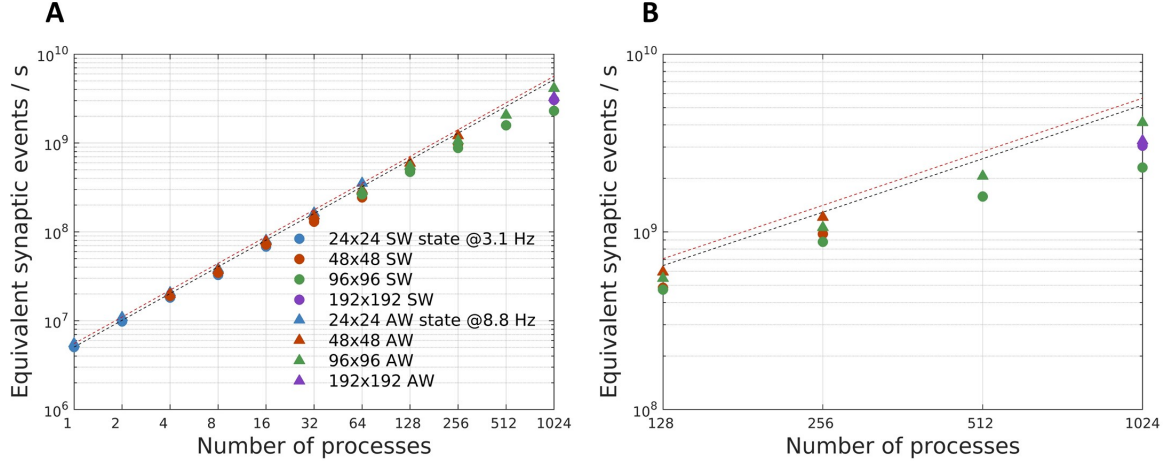 A
B
Equivalent synaptic events / s
10^10
10^9
10^8
10^7
10^6
24x24 SW state @3.1 Hz
48x48 SW
96x96 SW
192x192 SW
24x24 AW state @8.8 Hz
48x48 AW
96x96 AW
192x192 AW
1 2 4 8 16 32 64 128 256 512 1024
Number of processes
Equivalent synaptic events / s
10^10
10^9
10^8
128 256 512 1024
Number of processes